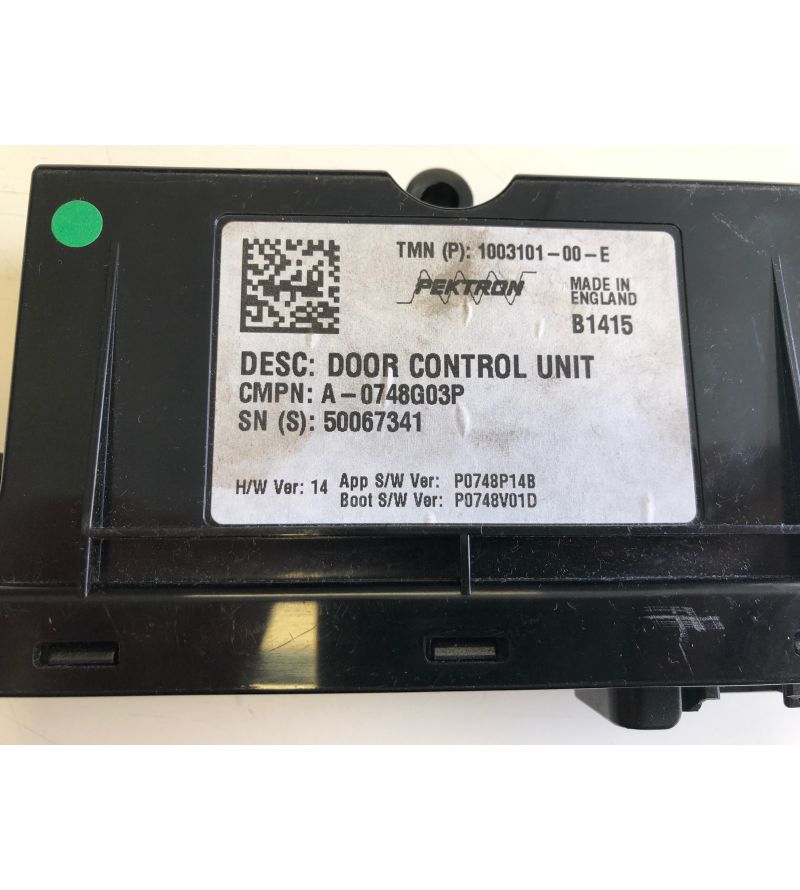 TMN (P): 1003101-00-E
PEKTRON
MADE IN
ENGLAND
B1415
DESC: DOOR CONTROL UNIT
CMPN: A-0748G03P
SN (S): 50067341
H/W Ver: 14 App S/W Ver: P0748P14B
Boot S/W Ver: P0748V01D